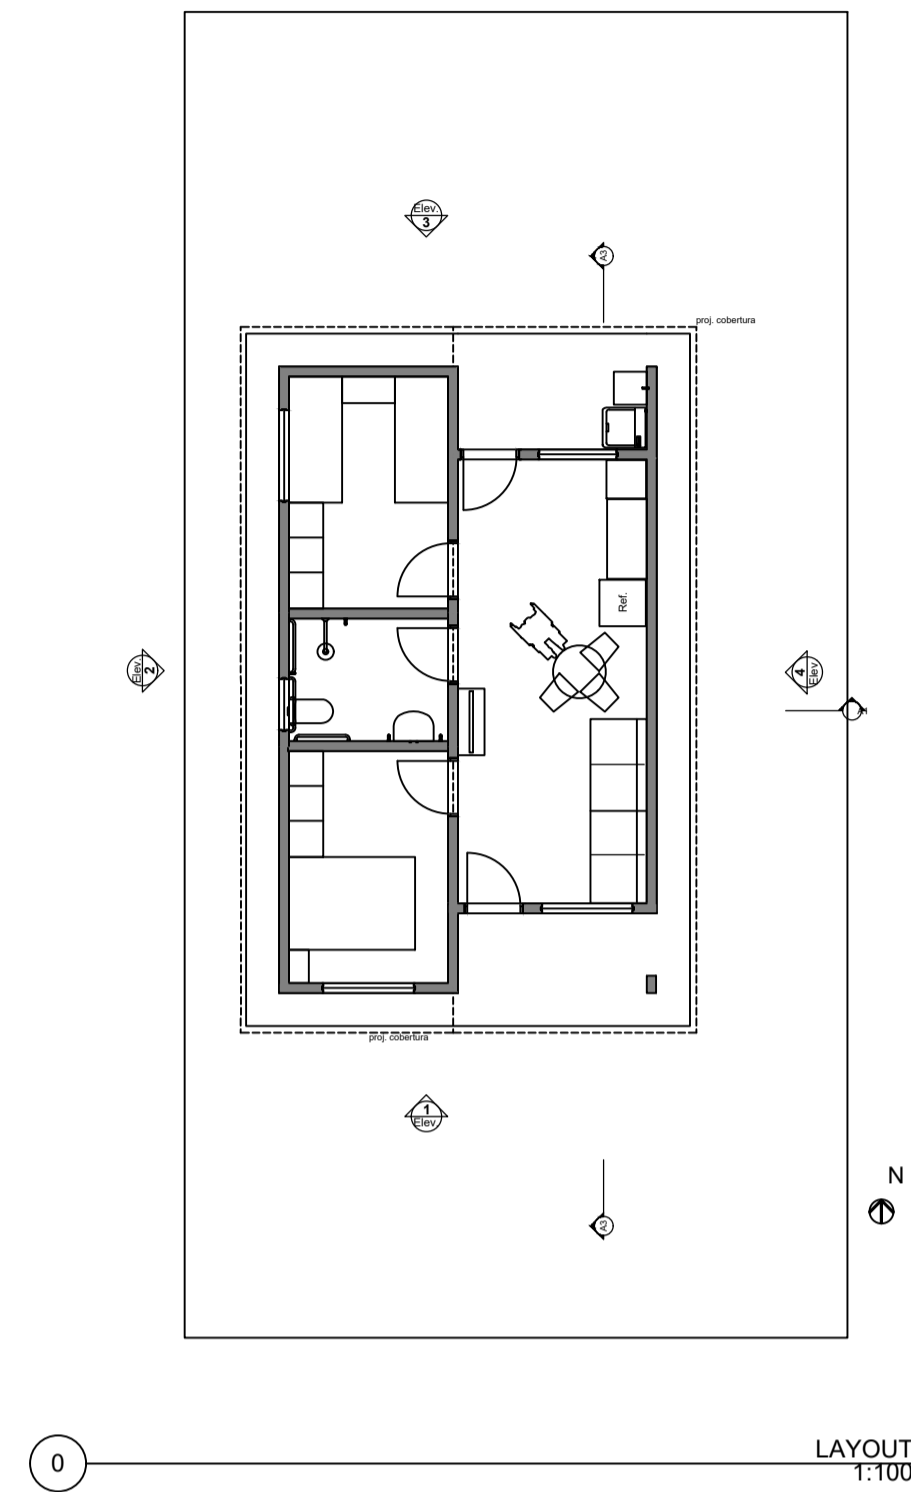 Elev.
3
A3
proj. cobertura
Ref.
Elev.
2
4
Elev
proj. cobertura
1
Elev.
N
A3
0
LAYOUT
1:100